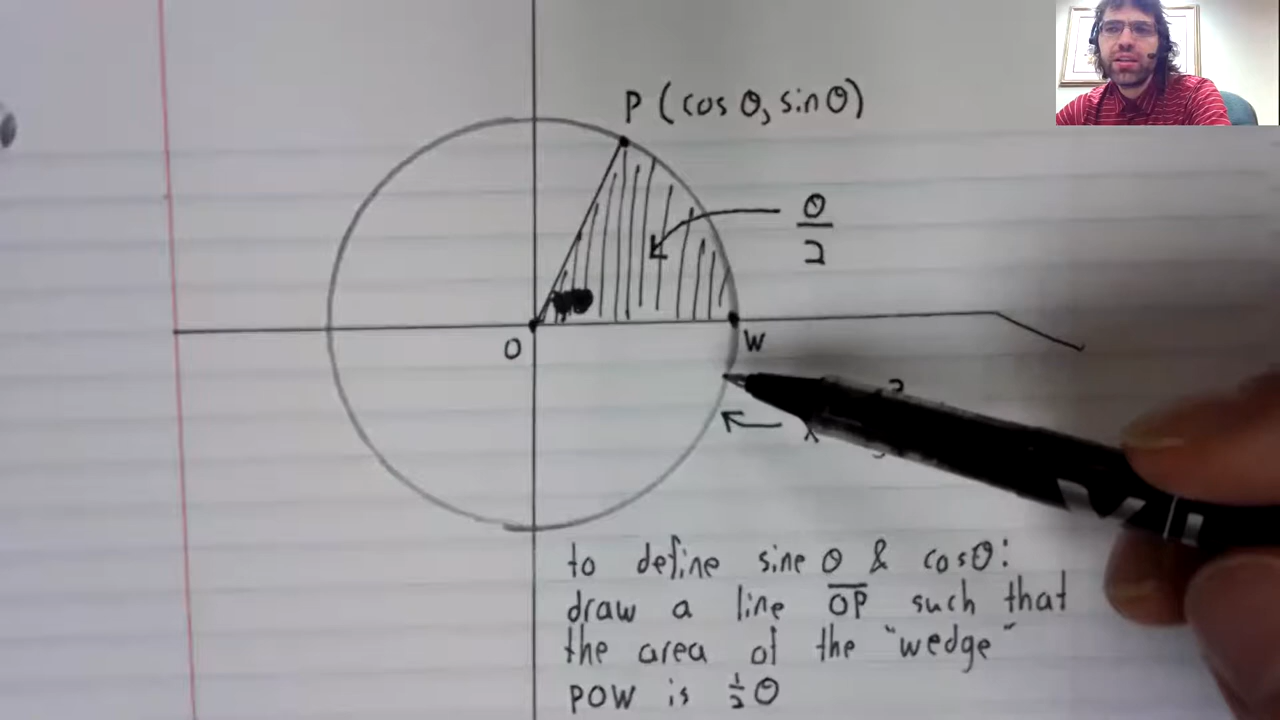 P (cos θ, sin θ)
θ
2
O
W
to define sine θ & cosθ:
draw a line OP such that
the area of the "wedge"
POW is ½θ